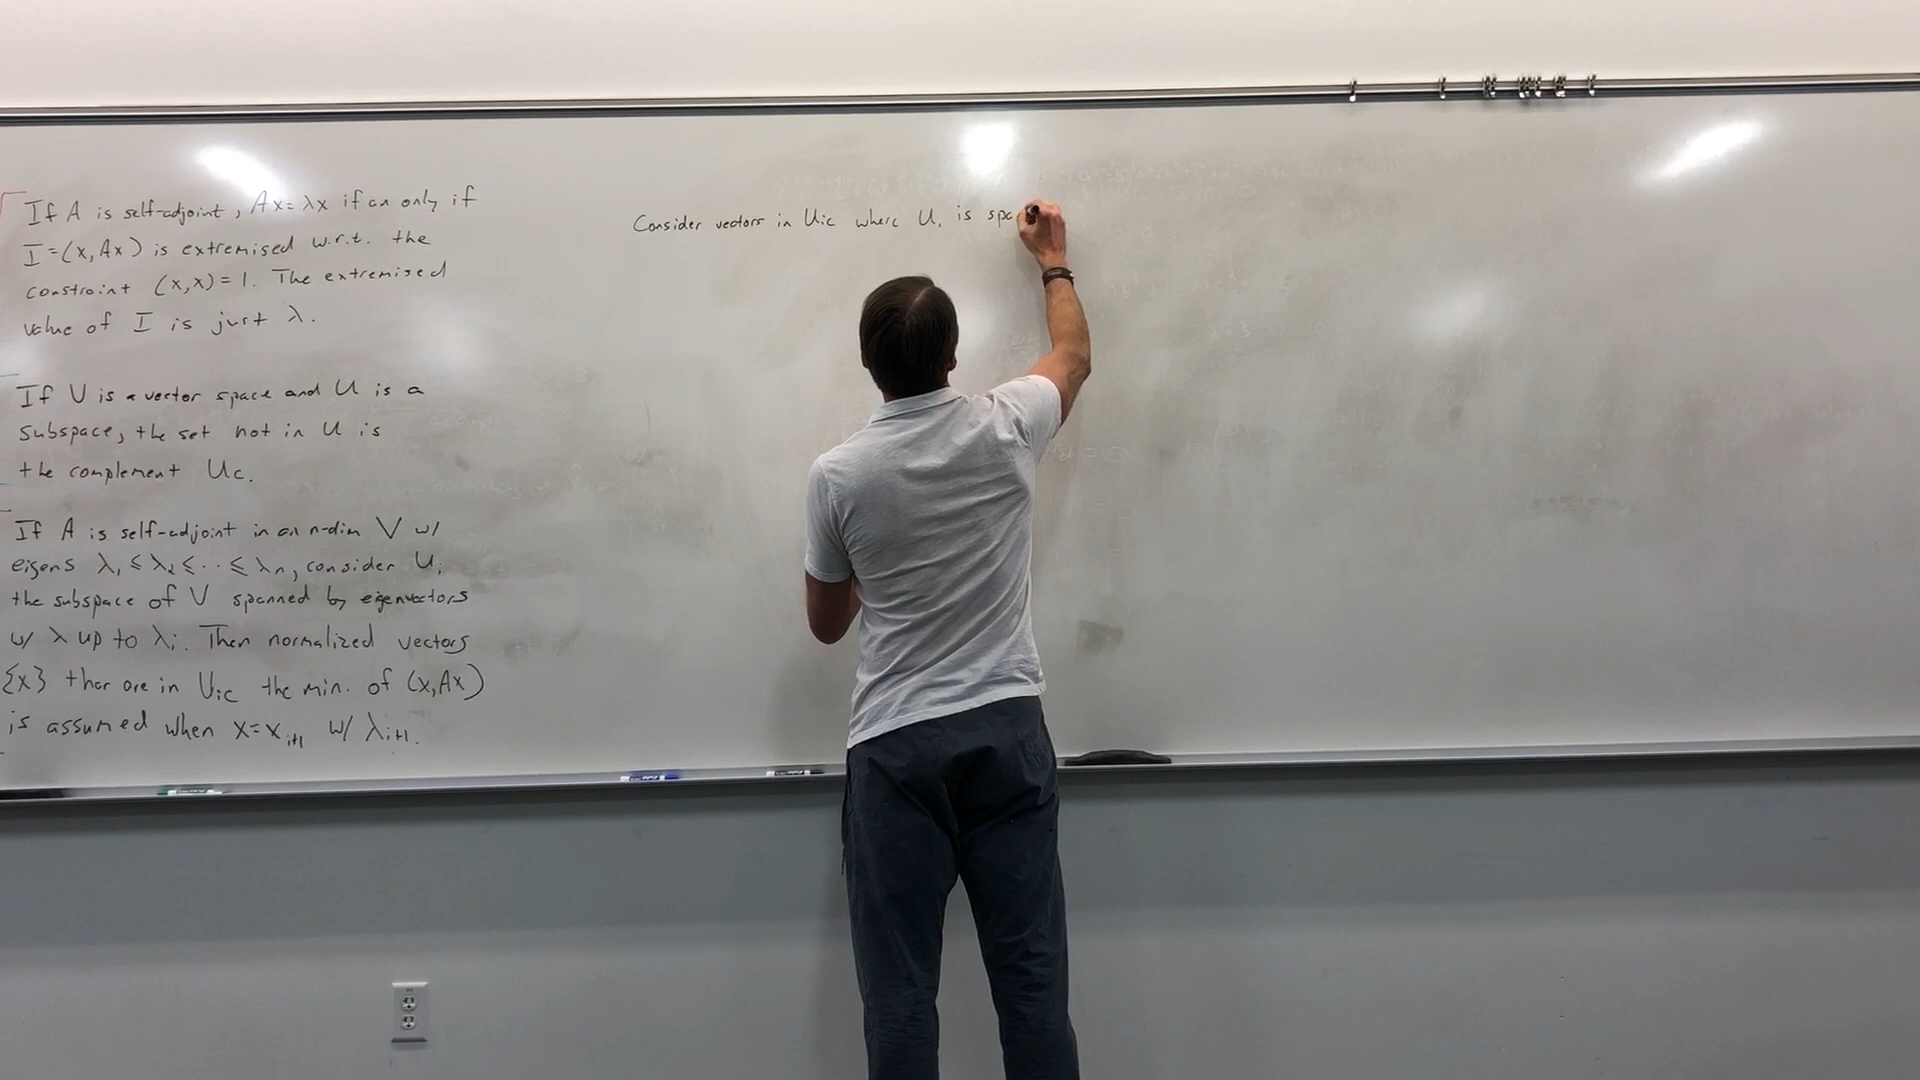 If A is self-adjoint, Ax=λx if an only if
I=(x,Ax) is extremised w.r.t. the
constraint (x,x)=1. The extremised
value of I is just λ.
If V is a vector space and U is a
subspace, the set not in U is
the complement Uc.
If A is self-adjoint in an n-dim V w/
eigens λ₁≤λ₂≤..≤λₙ, consider Uᵢ
the subspace of V spanned by eigenvectors
w/ λ up to λᵢ. Then normalized vectors
{x} that are in Uic the min. of (x,Ax)
is assumed when x=xᵢ₊₁ w/ λᵢ₊₁.
Consider vectors in Uic where Uᵢ is spa